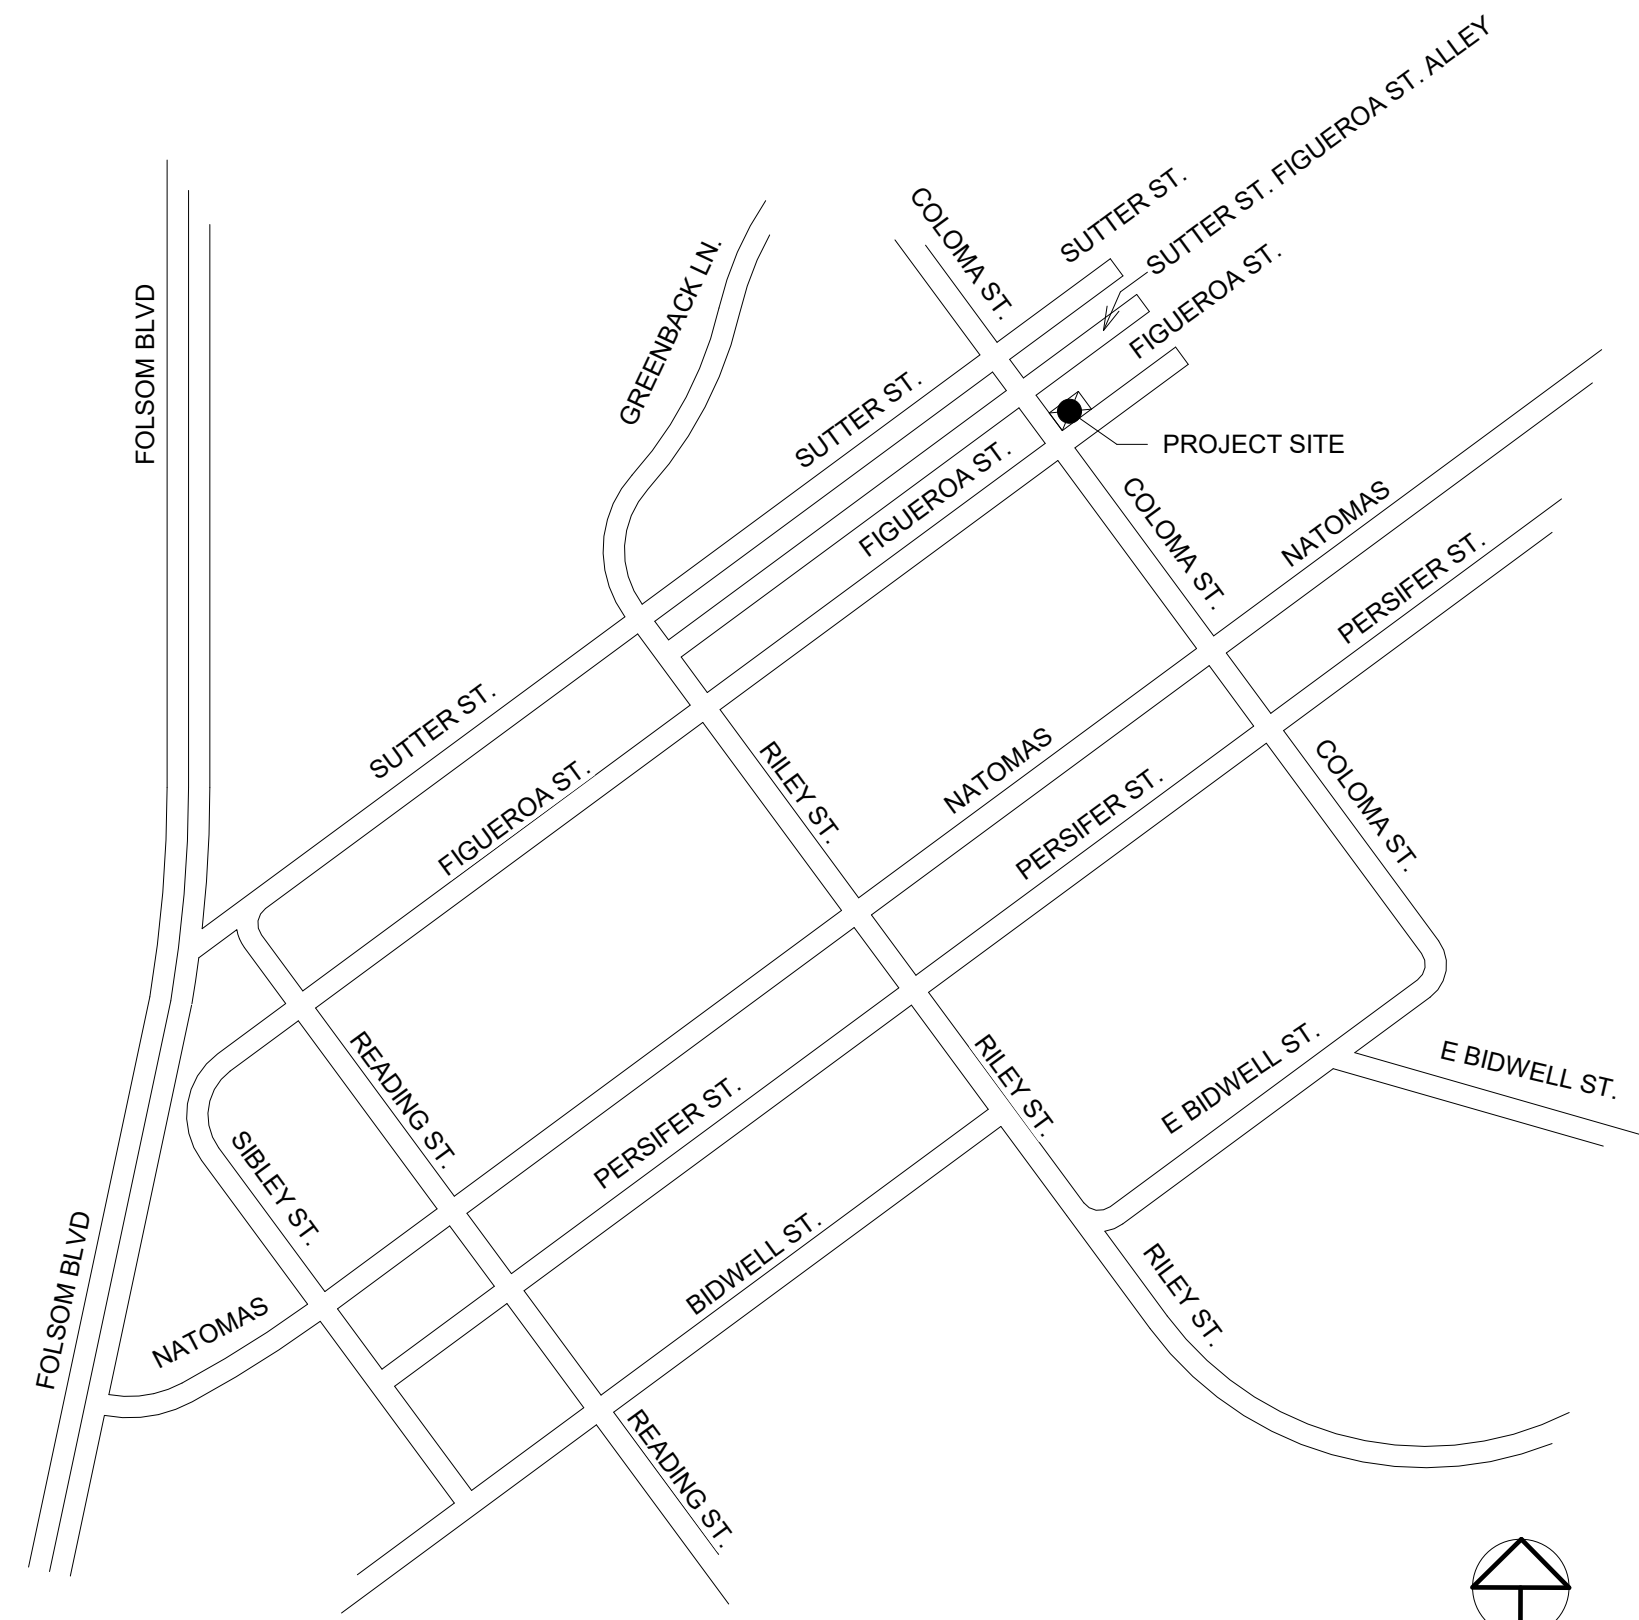 SUTTER ST. FIGUEROA ST. ALLEY
SUTTER ST.
COLOMA ST.
FIGUEROA ST.
GREENBACK LN.
FOLSOM BLVD
SUTTER ST.
PROJECT SITE
FIGUEROA ST.
COLOMA ST.
NATOMAS
PERSIFER ST.
SUTTER ST.
FIGUEROA ST.
RILEY ST.
NATOMAS
PERSIFER ST.
COLOMA ST.
READING ST.
RILEY ST.
E BIDWELL ST.
E BIDWELL ST.
SIBLEY ST.
PERSIFER ST.
BIDWELL ST.
RILEY ST.
FOLSOM BLVD
NATOMAS
READING ST.